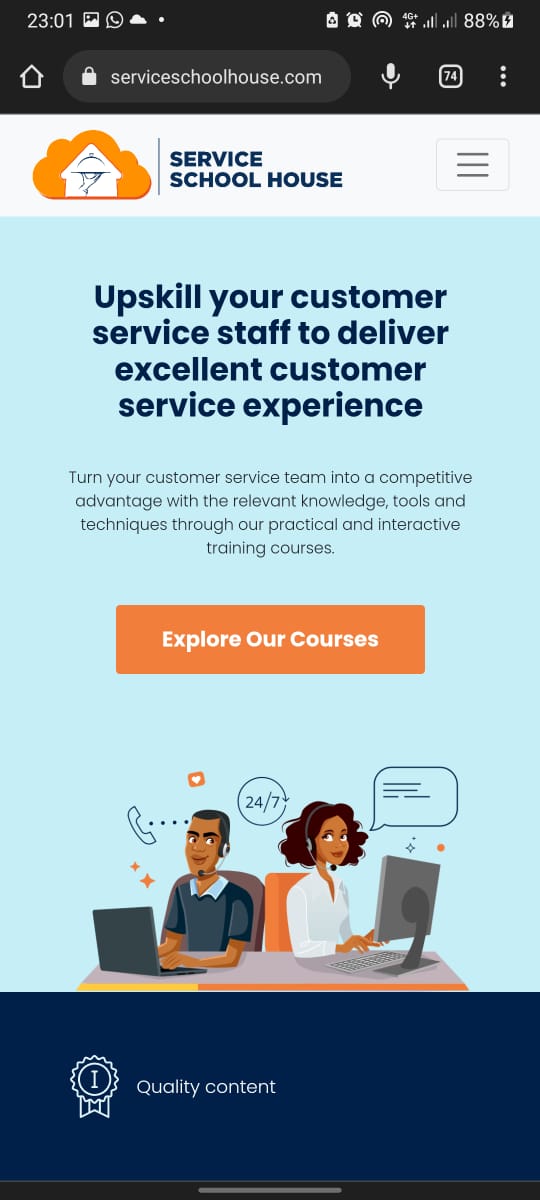 23:01
4G+
88%
serviceschoolhouse.com
74
SERVICE
SCHOOL HOUSE
Upskill your customer
service staff to deliver
excellent customer
service experience
Turn your customer service team into a competitive
advantage with the relevant knowledge, tools and
techniques through our practical and interactive
training courses.
Explore Our Courses
24/7
I
Quality content